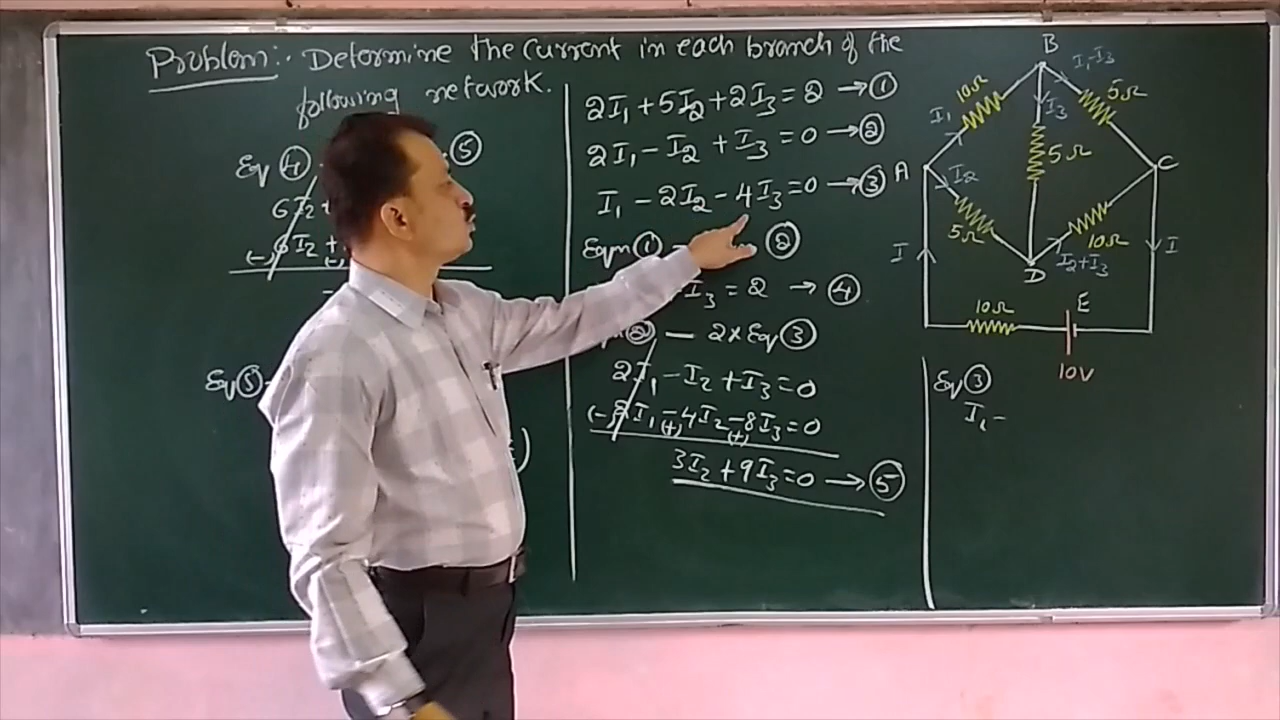 Problem:- Determine the current in each branch of the
following network.
Eq ④ ⑤
6I₂
(-) 6I₂ +
Eq ⑤ -
2I₁ + 5I₂ + 2I₃ = 2 → ①
2I₁ - I₂ + I₃ = 0 → ②
I₁ - 2I₂ - 4I₃ = 0 → ③
Eqn ① - ②
I₃ = 2 → ④
② - 2 × Eq ③
2I₁ - I₂ + I₃ = 0
(-) 2I₁ - 4I₂ - 8I₃ = 0
(+) (+)
3I₂ + 9I₃ = 0 → ⑤
B
I₁-I₃
10Ω
5Ω
I₁
I₃
5Ω
A
C
I₂
5Ω
10Ω
I₂+I₃
D
I
I
10Ω
E
10V
Eq ③
I₁ -